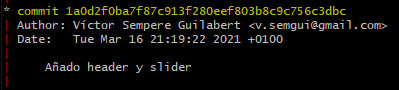 * commit 1a0d2f0ba7f87c913f280eef803b8c9c756c3dbc
Author: Víctor Sempere Guilabert <v.semgui@gmail.com>
Date:   Tue Mar 16 21:19:22 2021 +0100
Añado header y slider